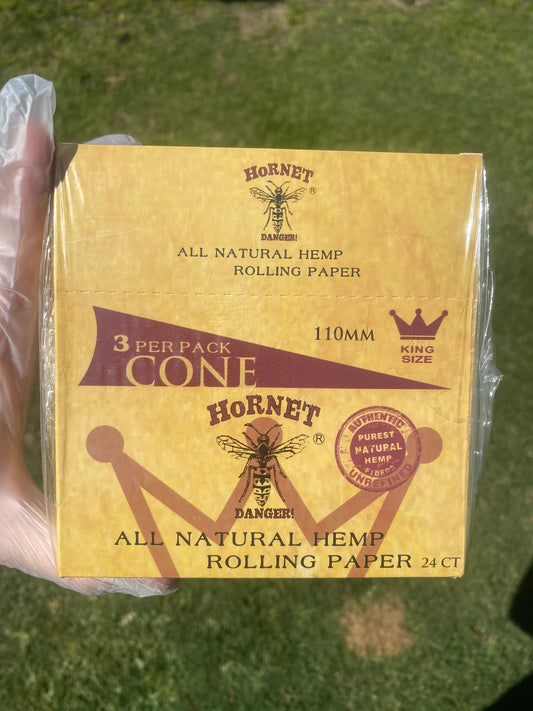 HoRNET
®
DANGER!
ALL NATURAL HEMP
ROLLING PAPER
3 PER PACK
CONE
110MM
KING
SIZE
HoRNET
®
DANGER!
AUTHENTIC
PUREST
NATURAL
HEMP
FIBERS
UNREFINED
ALL NATURAL HEMP
ROLLING PAPER 24 CT